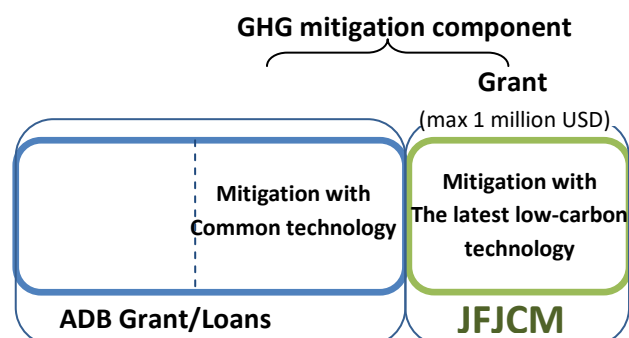 GHG mitigation component
Grant
(max 1 million USD)
Mitigation with
Common technology
Mitigation with
The latest low-carbon
technology
ADB Grant/Loans
JFJCM